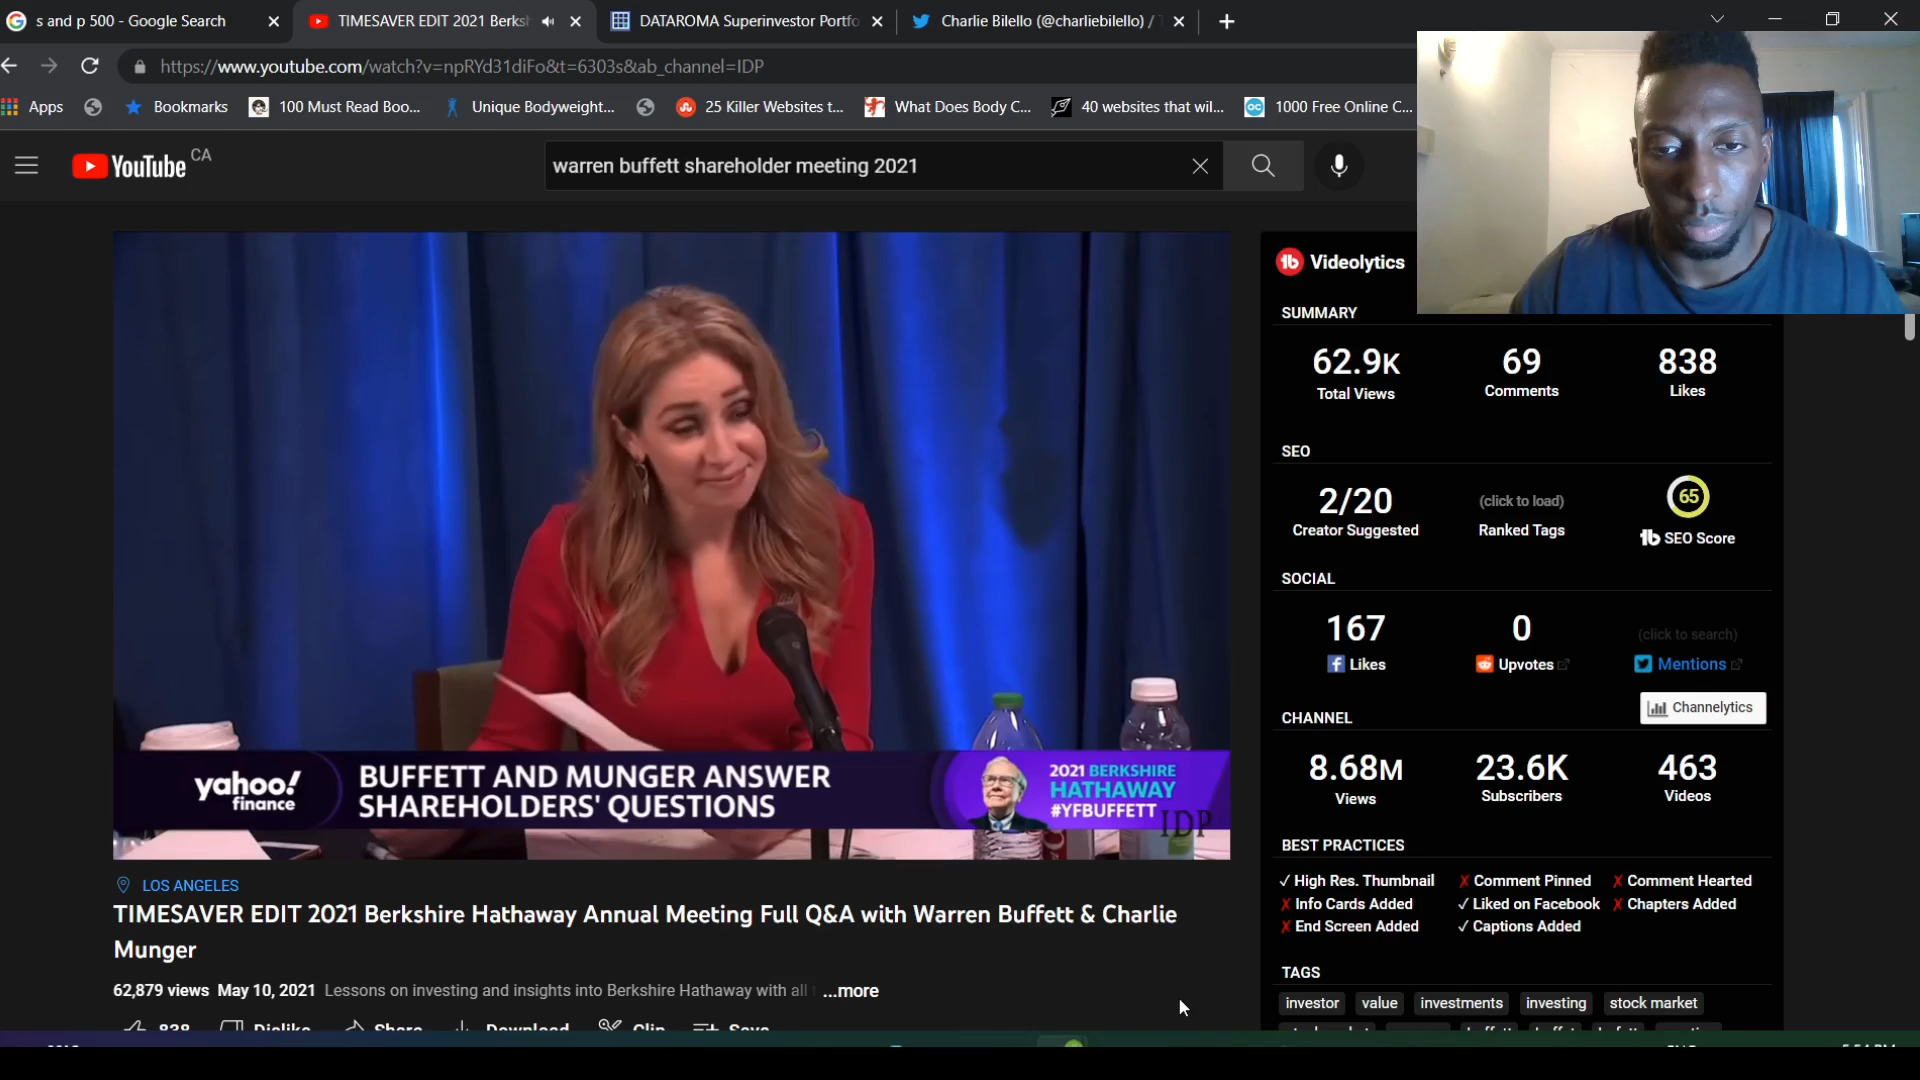 s and p 500 - Google Search
TIMESAVER EDIT 2021 Berksh
DATAROMA Superinvestor Portfo
Charlie Bilello (@charliebilello) /
https://www.youtube.com/watch?v=npRYd31diFo&t=6303s&ab_channel=IDP
Apps
Bookmarks
100 Must Read Boo...
Unique Bodyweight...
25 Killer Websites t...
What Does Body C...
40 websites that wil...
1000 Free Online C...
YouTube CA
warren buffett shareholder meeting 2021
yahoo!
finance
BUFFETT AND MUNGER ANSWER
SHAREHOLDERS' QUESTIONS
2021 BERKSHIRE
HATHAWAY
#YFBUFFETT
IDP
LOS ANGELES
TIMESAVER EDIT 2021 Berkshire Hathaway Annual Meeting Full Q&A with Warren Buffett & Charlie
Munger
62,879 views May 10, 2021 Lessons on investing and insights into Berkshire Hathaway with all ...more
838 Dislike Share Download Clip Save
Videolytics
SUMMARY
62.9K 69 838
Total Views Comments Likes
SEO
2/20 (click to load) 65
Creator Suggested Ranked Tags SEO Score
SOCIAL
167 0 (click to search)
Likes Upvotes Mentions
Channelytics
CHANNEL
8.68M 23.6K 463
Views Subscribers Videos
BEST PRACTICES
✓ High Res. Thumbnail ✗ Comment Pinned ✗ Comment Hearted
✗ Info Cards Added ✓ Liked on Facebook ✗ Chapters Added
✗ End Screen Added ✓ Captions Added
TAGS
investor value investments investing stock market